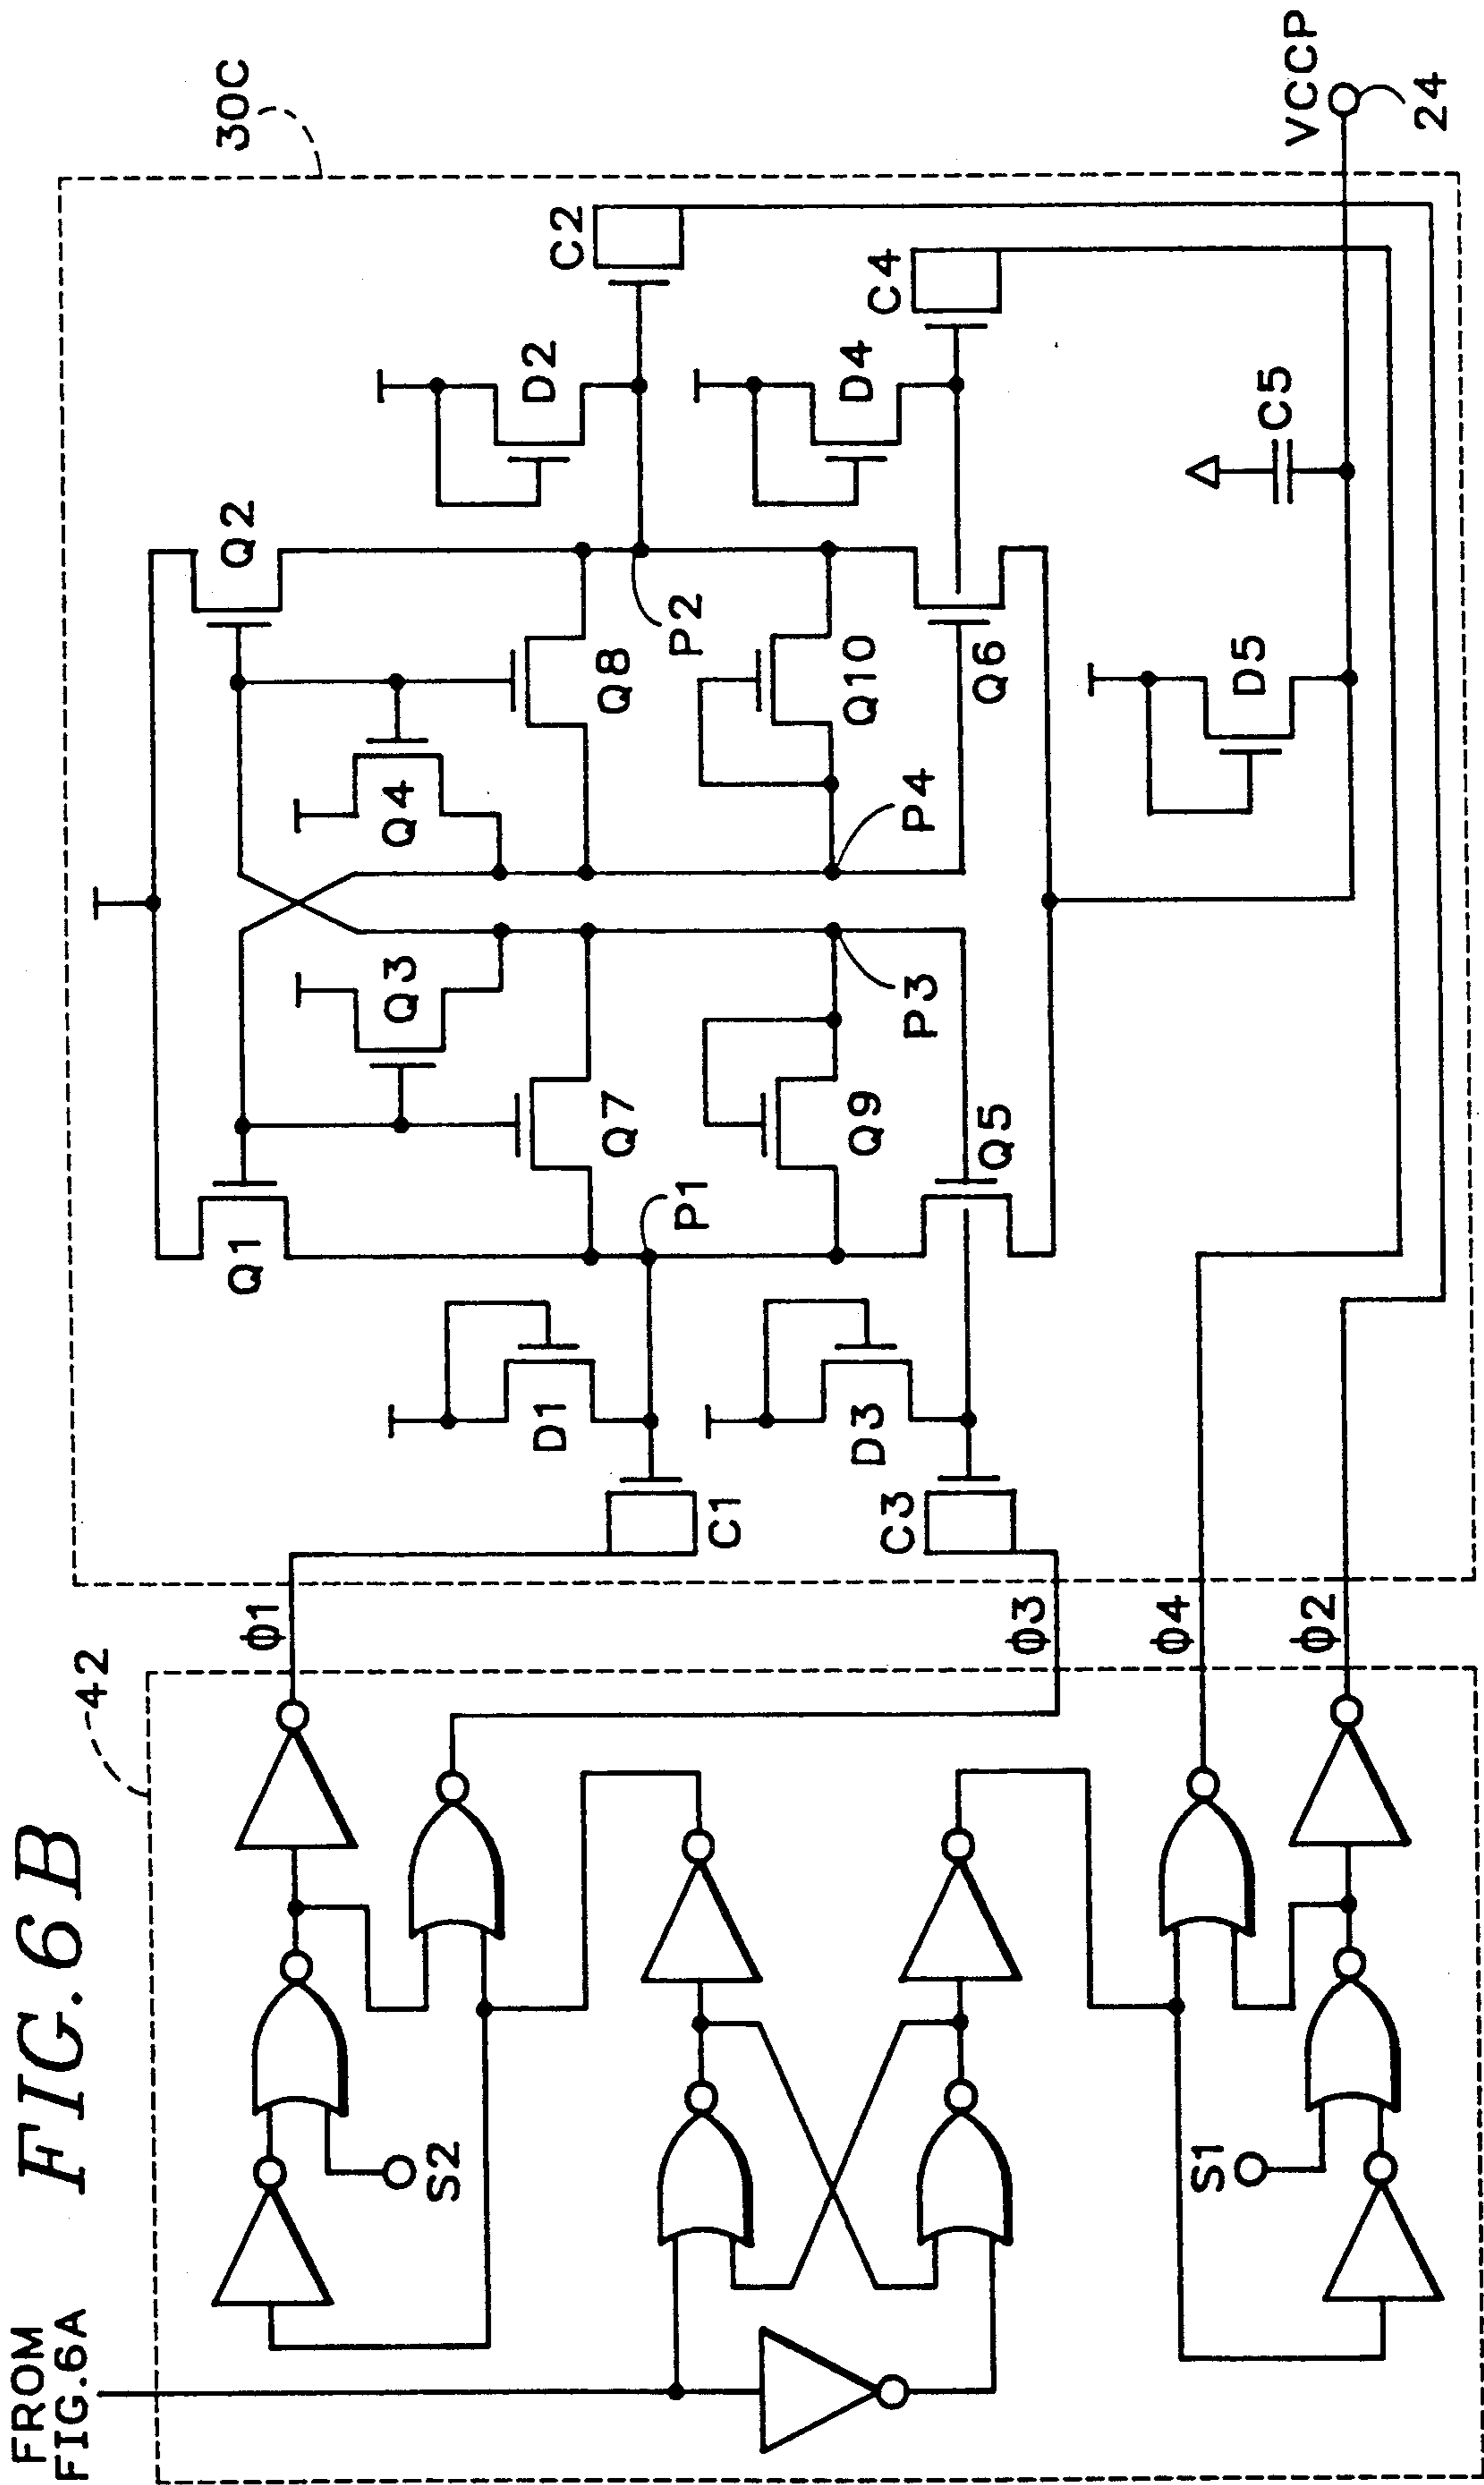 FIG. 6B
FROM
FIG.6A
42
30C
S2
S1
Φ1
Φ3
Φ4
Φ2
C1
C3
D1
D3
P1
Q1
Q3
Q7
Q9
Q5
P3
P4
Q2
Q4
Q8
Q10
Q6
P2
D2
D4
D5
C2
C4
C5
VCCP
24